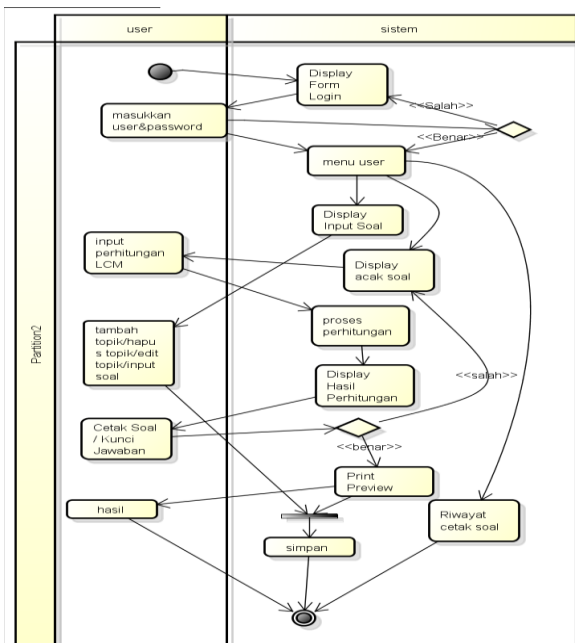 user
sistem
Partition2
Display
Form
Login
<<Salah>>
masukkan
user&password
<<Benar>>
menu user
Display
Input Soal
input
perhitungan
LCM
Display
acak soal
proses
perhitungan
tambah
topik/hapu
s topik/edit
topik/input
soal
Display
Hasil
Perhitungan
<<salah>>
Cetak Soal
/ Kunci
Jawaban
<<benar>>
Print
Preview
hasil
Riwayat
cetak soal
simpan